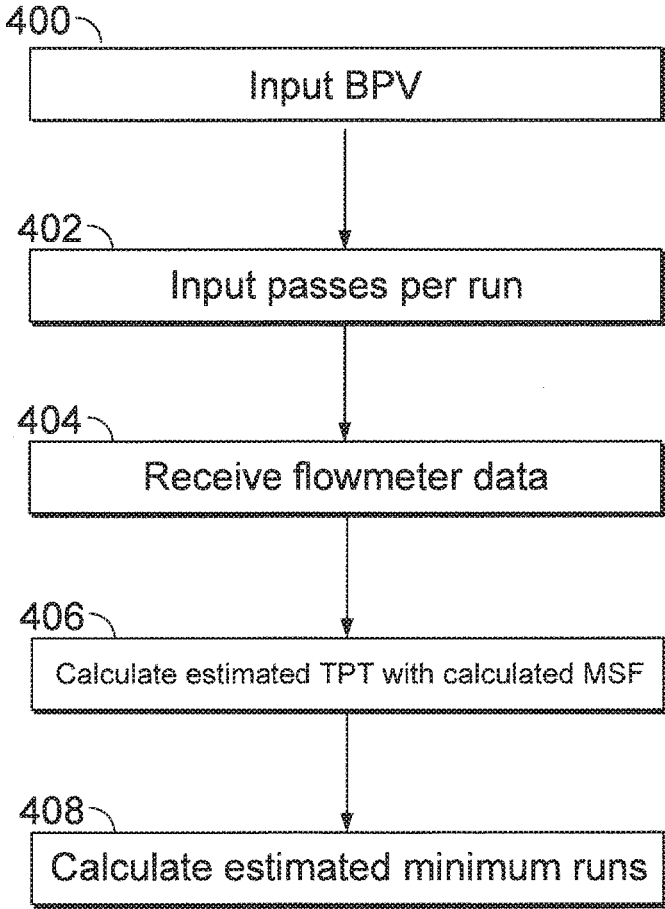 400
Input BPV
402
Input passes per run
404
Receive flowmeter data
406
Calculate estimated TPT with calculated MSF
408
Calculate estimated minimum runs